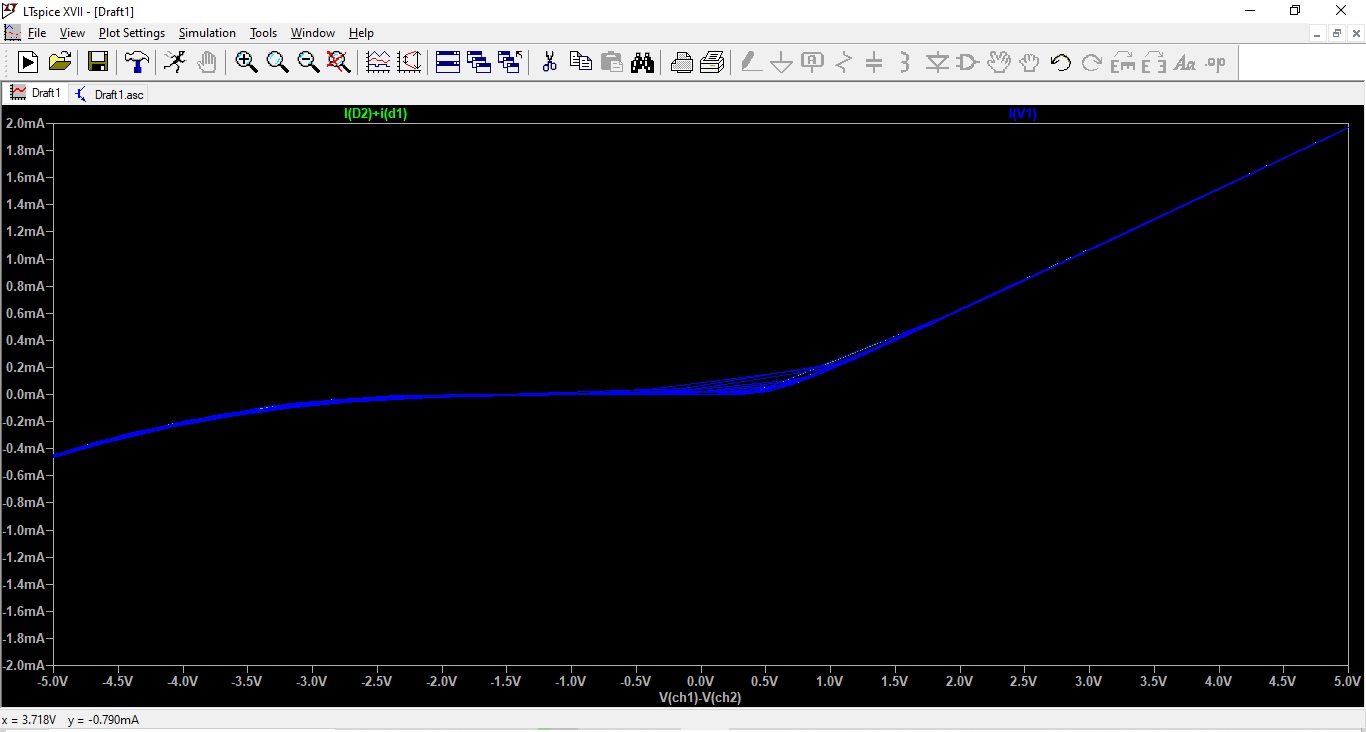 LTspice XVII - [Draft1]
File View Plot Settings Simulation Tools Window Help
Draft1 Draft1.asc
I(D2)+i(d1) I(V1)
2.0mA
1.8mA
1.6mA
1.4mA
1.2mA
1.0mA
0.8mA
0.6mA
0.4mA
0.2mA
0.0mA
-0.2mA
-0.4mA
-0.6mA
-0.8mA
-1.0mA
-1.2mA
-1.4mA
-1.6mA
-1.8mA
-2.0mA
-5.0V -4.5V -4.0V -3.5V -3.0V -2.5V -2.0V -1.5V -1.0V -0.5V 0.0V 0.5V 1.0V 1.5V 2.0V 2.5V 3.0V 3.5V 4.0V 4.5V 5.0V
V(ch1)-V(ch2)
x = 3.718V y = -0.790mA